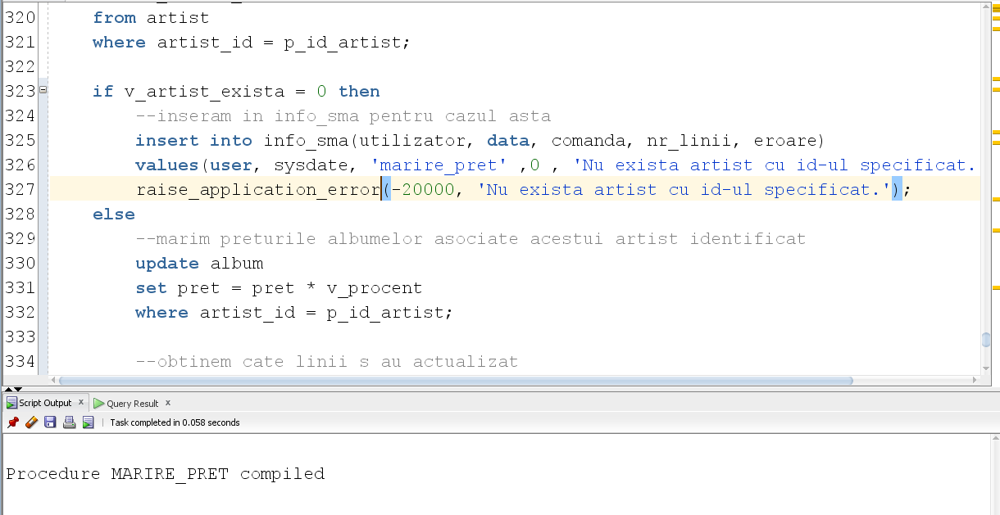 320 from artist
321 where artist_id = p_id_artist;
322
323 if v_artist_exista = 0 then
324 --inseram in info_sma pentru cazul asta
325 insert into info_sma(utilizator, data, comanda, nr_linii, eroare)
326 values(user, sysdate, 'marire_pret' ,0 , 'Nu exista artist cu id-ul specificat.
327 raise_application_error(-20000, 'Nu exista artist cu id-ul specificat.');
328 else
329 --marim preturile albumelor asociate acestui artist identificat
330 update album
331 set pret = pret * v_procent
332 where artist_id = p_id_artist;
333
334 --obtinem cate linii s au actualizat
Script Output x Query Result x
Task completed in 0.058 seconds
Procedure MARIRE_PRET compiled